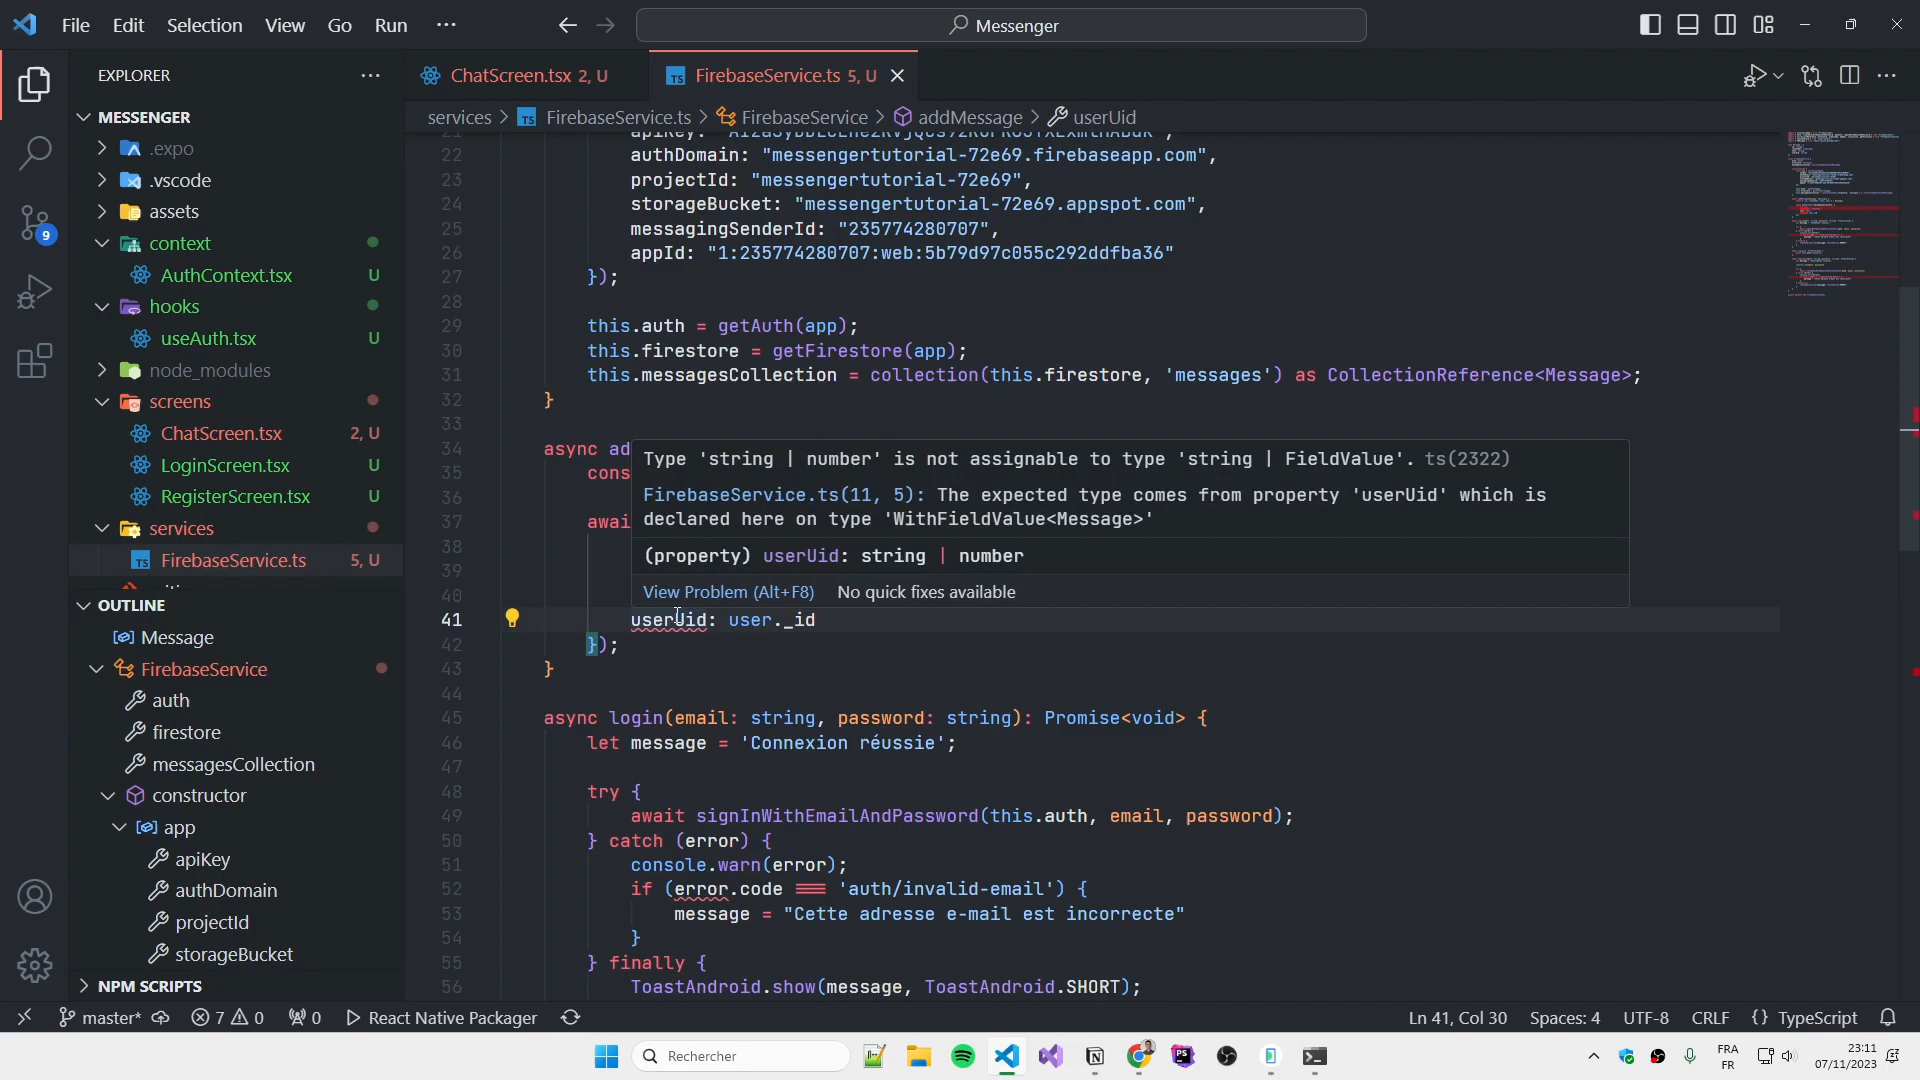 File Edit Selection View Go Run ···
Messenger
EXPLORER
MESSENGER
.expo
.vscode
assets
context
AuthContext.tsx U
hooks
useAuth.tsx U
node_modules
screens
ChatScreen.tsx 2, U
LoginScreen.tsx U
RegisterScreen.tsx U
services
FirebaseService.ts 5, U
OUTLINE
Message
FirebaseService
auth
firestore
messagesCollection
constructor
app
apiKey
authDomain
projectId
storageBucket
NPM SCRIPTS
9
ChatScreen.tsx 2, U
FirebaseService.ts 5, U
services > FirebaseService.ts > FirebaseService > addMessage > userUid
22 authDomain: "messengertutorial-72e69.firebaseapp.com",
23 projectId: "messengertutorial-72e69",
24 storageBucket: "messengertutorial-72e69.appspot.com",
25 messagingSenderId: "235774280707",
26 appId: "1:235774280707:web:5b79d97c055c292ddfba36"
27 });
28
29 this.auth = getAuth(app);
30 this.firestore = getFirestore(app);
31 this.messagesCollection = collection(this.firestore, 'messages') as CollectionReference<Message>;
32 }
33
34 async ad
35 cons
36
37 awai
38
39
40
Type 'string | number' is not assignable to type 'string | FieldValue'. ts(2322)
FirebaseService.ts(11, 5): The expected type comes from property 'userUid' which is
declared here on type 'WithFieldValue<Message>'
(property) userUid: string | number
View Problem (Alt+F8) No quick fixes available
41 userUid: user._id
42 });
43 }
44
45 async login(email: string, password: string): Promise<void> {
46 let message = 'Connexion réussie';
47
48 try {
49 await signInWithEmailAndPassword(this.auth, email, password);
50 } catch (error) {
51 console.warn(error);
52 if (error.code === 'auth/invalid-email') {
53 message = "Cette adresse e-mail est incorrecte"
54 }
55 } finally {
56 ToastAndroid.show(message, ToastAndroid.SHORT);
master* 7 0 0 React Native Packager
Ln 41, Col 30 Spaces: 4 UTF-8 CRLF {} TypeScript
Rechercher
PS
FRA
FR
23:11
07/11/2023